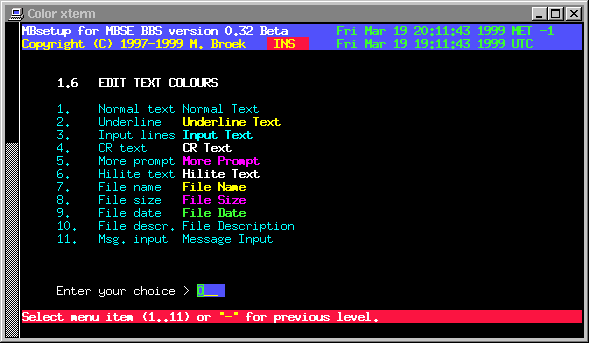 Color xterm
MBsetup for MBSE BBS version 0.32 Beta Fri Mar 19 20:11:43 1999 MET -1
Copyright (C) 1997-1999 M. Broek INS Fri Mar 19 19:11:43 1999 UTC
1.6 EDIT TEXT COLOURS
1. Normal text Normal Text
2. Underline Underline Text
3. Input lines Input Text
4. CR text CR Text
5. More prompt More Prompt
6. Hilite text Hilite Text
7. File name File Name
8. File size File Size
9. File date File Date
10. File descr. File Description
11. Msg. input Message Input
Enter your choice > 0__
Select menu item (1..11) or "-" for previous level.